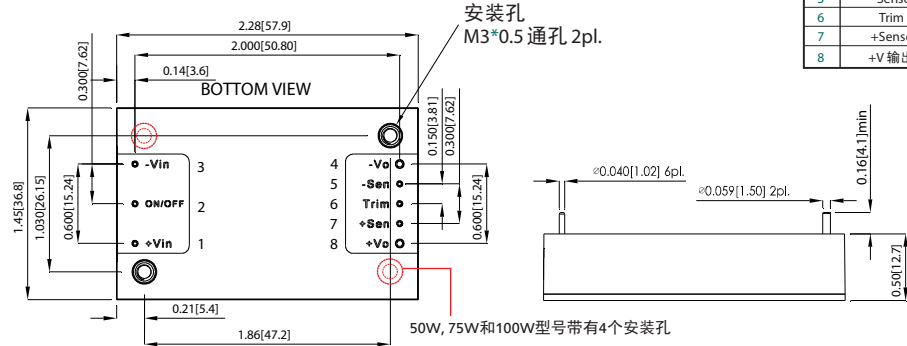 安装孔
M3*0.5 通孔 2pl.
2.28[57.9]
2.000[50.80]
0.14[3.6]
0.300[7.62]
BOTTOM VIEW
1.45[36.8]
1.030[26.15]
0.600[15.24]
-Vin 3
ON/OFF 2
+Vin 1
4 -Vo
5 -Sen
6 Trim
7 +Sen
8 +Vo
0.150[3.81]
0.300[7.62]
0.600[15.24]
0.21[5.4]
1.86[47.2]
50W, 75W和100W型号带有4个安装孔
6 Trim
7 +Sense
8 +V 输出
ø0.040[1.02] 6pl.
ø0.059[1.50] 2pl.
0.16[4.1]min
0.50[12.7]